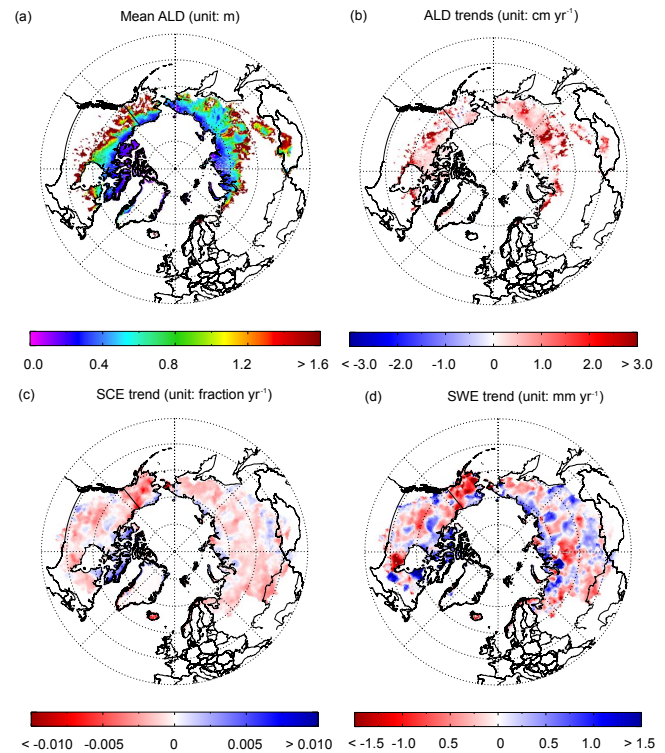 (a) Mean ALD (unit: m)
(b) ALD trends (unit: cm yr⁻¹)
0.0 0.4 0.8 1.2 > 1.6
< -3.0 -2.0 -1.0 0 1.0 2.0 > 3.0
(c) SCE trend (unit: fraction yr⁻¹)
(d) SWE trend (unit: mm yr⁻¹)
< -0.010 -0.005 0 0.005 > 0.010
< -1.5 1.0 0.5 0 0.5 1.0 > 1.5